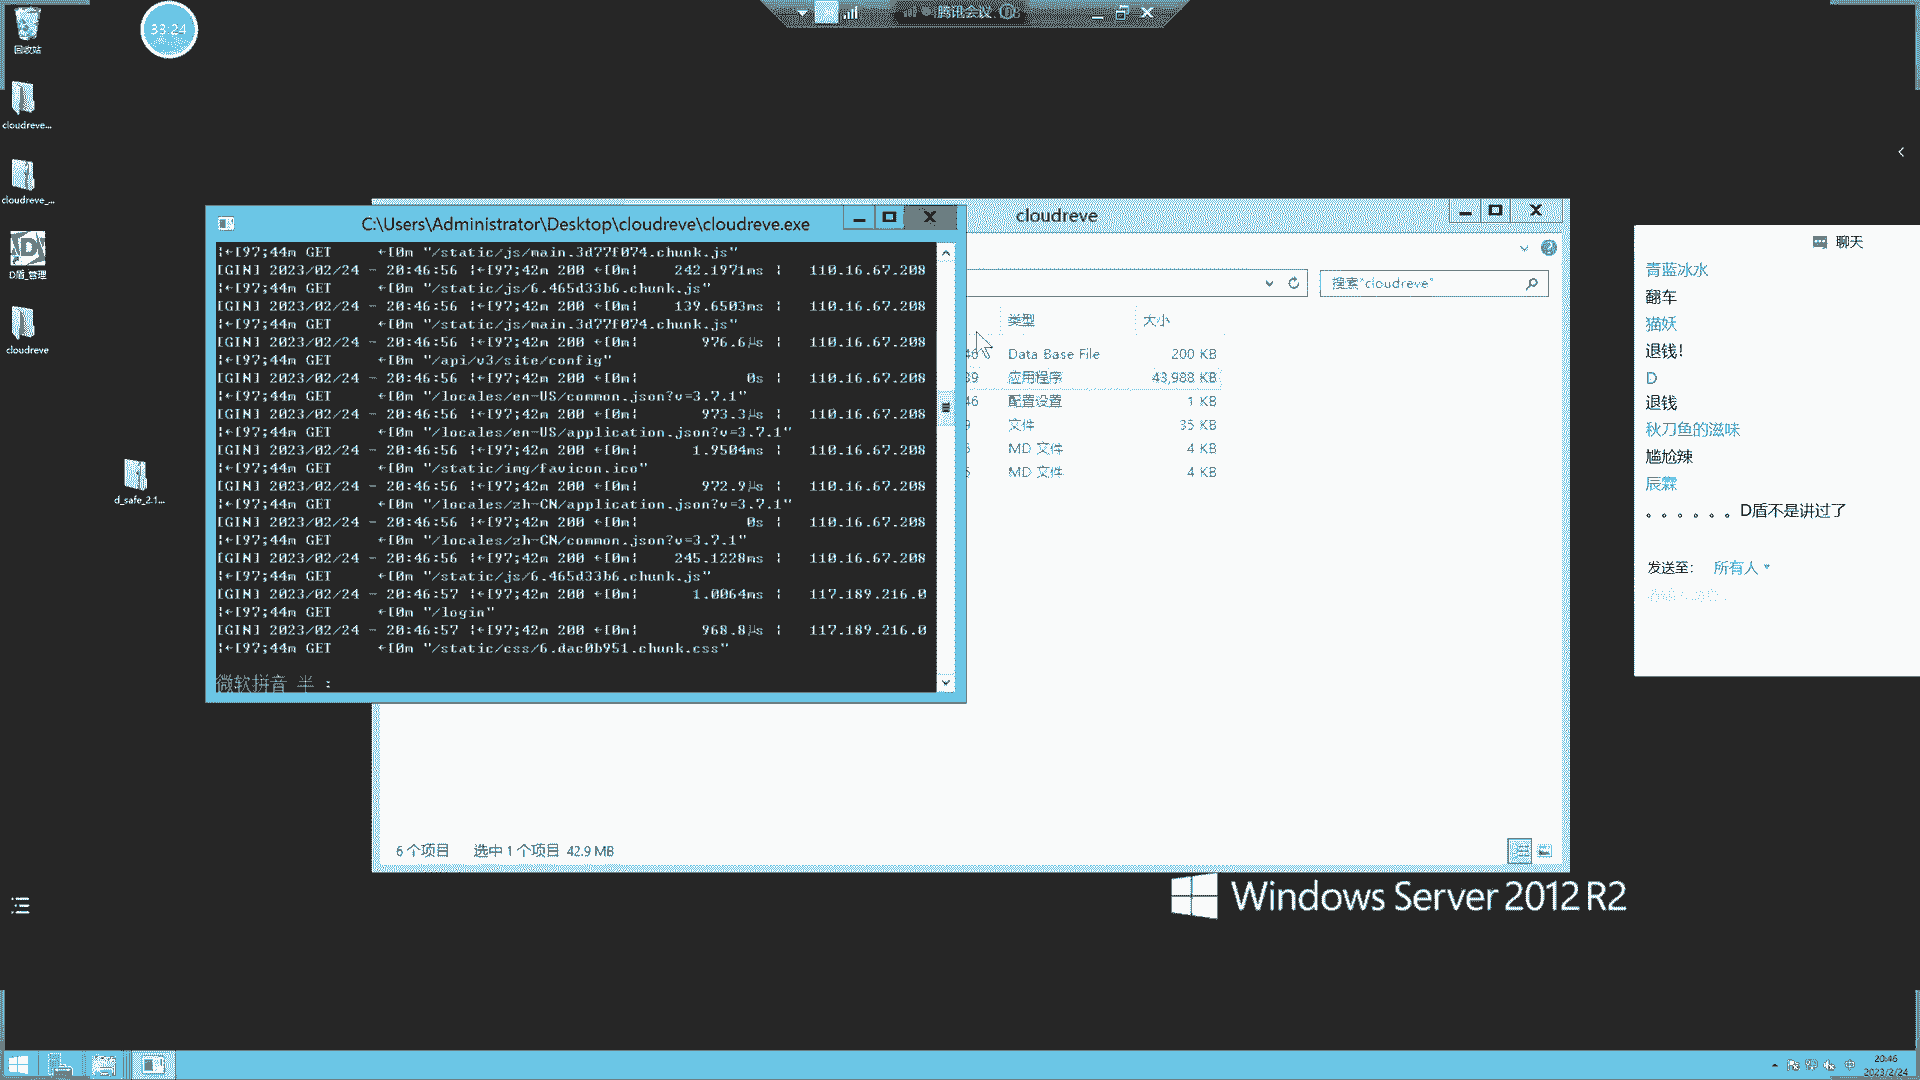 回收站
33:24
腾讯会议
cloudreve...
cloudreve_...
D盾_管理
cloudreve
d_safe_2.1...
C:\Users\Administrator\Desktop\cloudreve\cloudreve.exe
¦←[97;44m GET     ←[0m "/static/js/main.3d77f074.chunk.js"
[GIN] 2023/02/24 - 20:46:56 ¦←[97;42m 200 ←[0m¦    242.1971ms ¦   110.16.67.208
¦←[97;44m GET     ←[0m "/static/js/6.465d33b6.chunk.js"
[GIN] 2023/02/24 - 20:46:56 ¦←[97;42m 200 ←[0m¦    139.6503ms ¦   110.16.67.208
¦←[97;44m GET     ←[0m "/static/js/main.3d77f074.chunk.js"
[GIN] 2023/02/24 - 20:46:56 ¦←[97;42m 200 ←[0m¦       976.6µs ¦   110.16.67.208
¦←[97;44m GET     ←[0m "/api/v3/site/config"
[GIN] 2023/02/24 - 20:46:56 ¦←[97;42m 200 ←[0m¦            0s ¦   110.16.67.208
¦←[97;44m GET     ←[0m "/locales/en-US/common.json?v=3.7.1"
[GIN] 2023/02/24 - 20:46:56 ¦←[97;42m 200 ←[0m¦       973.3µs ¦   110.16.67.208
¦←[97;44m GET     ←[0m "/locales/en-US/application.json?v=3.7.1"
[GIN] 2023/02/24 - 20:46:56 ¦←[97;42m 200 ←[0m¦      1.9504ms ¦   110.16.67.208
¦←[97;44m GET     ←[0m "/static/img/favicon.ico"
[GIN] 2023/02/24 - 20:46:56 ¦←[97;42m 200 ←[0m¦       972.9µs ¦   110.16.67.208
¦←[97;44m GET     ←[0m "/locales/zh-CN/application.json?v=3.7.1"
[GIN] 2023/02/24 - 20:46:56 ¦←[97;42m 200 ←[0m¦            0s ¦   110.16.67.208
¦←[97;44m GET     ←[0m "/locales/zh-CN/common.json?v=3.7.1"
[GIN] 2023/02/24 - 20:46:56 ¦←[97;42m 200 ←[0m¦    245.1228ms ¦   110.16.67.208
¦←[97;44m GET     ←[0m "/static/js/6.465d33b6.chunk.js"
[GIN] 2023/02/24 - 20:46:57 ¦←[97;42m 200 ←[0m¦      1.0064ms ¦   117.189.216.0
¦←[97;44m GET     ←[0m "/login"
[GIN] 2023/02/24 - 20:46:57 ¦←[97;42m 200 ←[0m¦       968.8µs ¦   117.189.216.0
¦←[97;44m GET     ←[0m "/static/css/6.dac0b951.chunk.css"
微软拼音 半 :
cloudreve
搜索"cloudreve"
类型 大小
46 Data Base File 200 KB
39 应用程序 43,988 KB
46 配置设置 1 KB
文件 35 KB
MD 文件 4 KB
MD 文件 4 KB
6 个项目 选中 1 个项目 42.9 MB
聊天
青蓝冰水
翻车
猫妖
退钱!
D
退钱
秋刀鱼的滋味
尴尬辣
辰霖
。。。。。。D盾不是讲过了
发送至: 所有人
Windows Server 2012 R2
20:46
2023/2/24